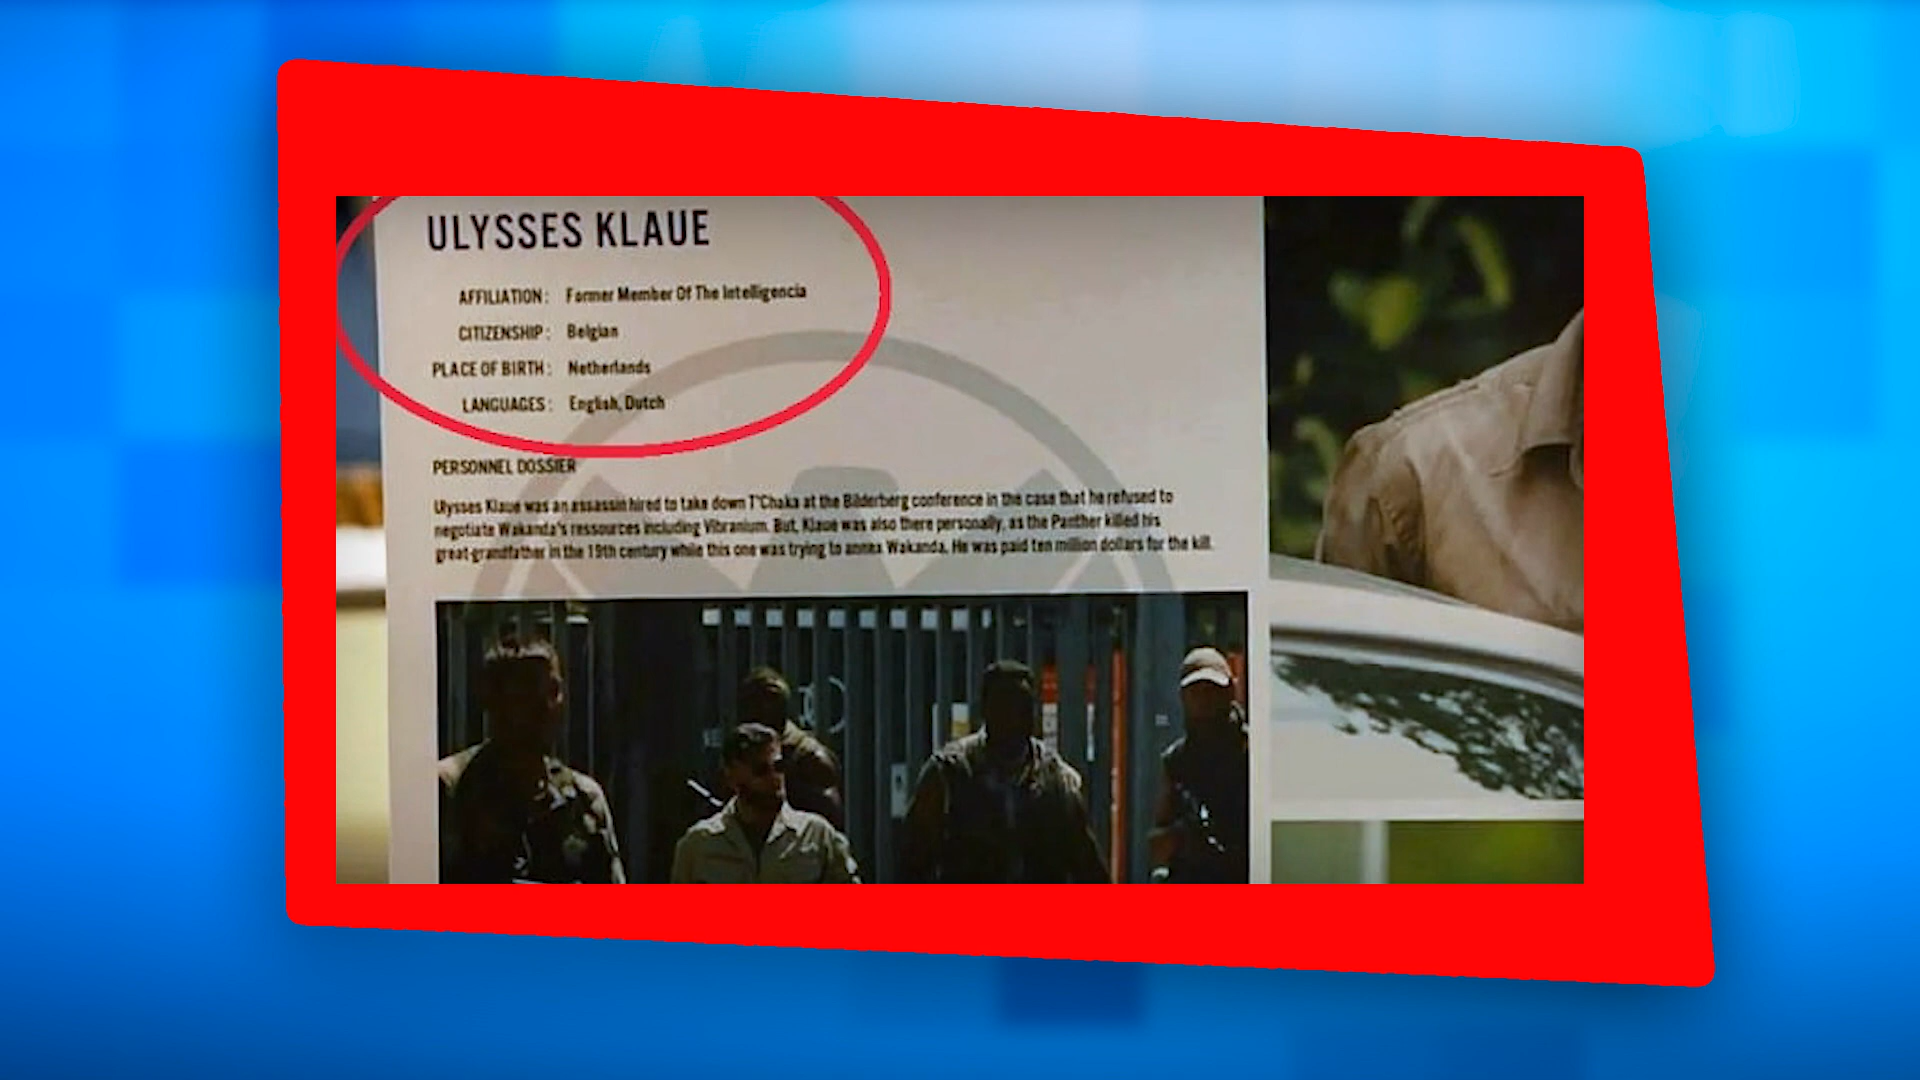 ULYSSES KLAUE
AFFILIATION: Former Member Of The Intelligencia
CITIZENSHIP: Belgian
PLACE OF BIRTH: Netherlands
LANGUAGES: English, Dutch
PERSONNEL DOSSIER
Ulysses Klaue was an assassin hired to take down T'Chaka at the Bilderberg conference in the case that he refused to
negotiate Wakanda's ressources including Vibranium. But, Klaue was also there personally, as the Panther killed his
great-grandfather in the 19th century while this one was trying to annex Wakanda. He was paid ten million dollars for the kill.